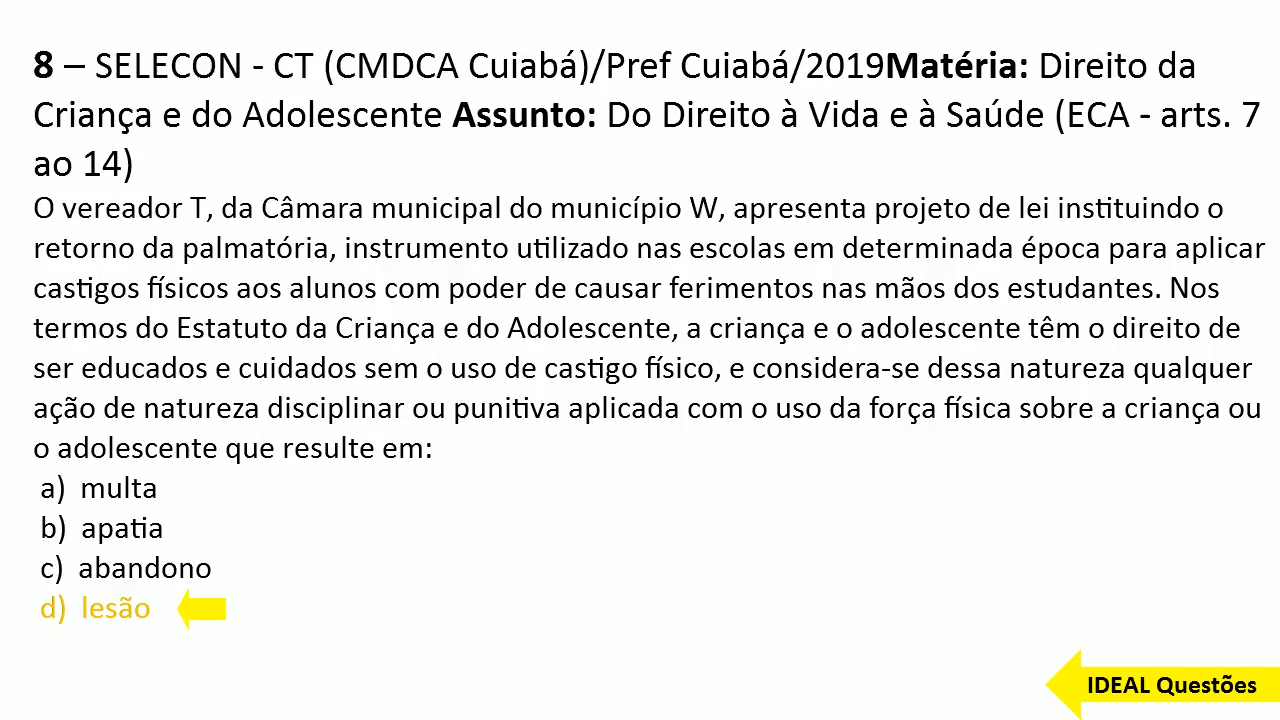 8 – SELECON - CT (CMDCA Cuiabá)/Pref Cuiabá/2019Matéria: Direito da
Criança e do Adolescente Assunto: Do Direito à Vida e à Saúde (ECA - arts. 7
ao 14)
O vereador T, da Câmara municipal do município W, apresenta projeto de lei instituindo o
retorno da palmatória, instrumento utilizado nas escolas em determinada época para aplicar
castigos físicos aos alunos com poder de causar ferimentos nas mãos dos estudantes. Nos
termos do Estatuto da Criança e do Adolescente, a criança e o adolescente têm o direito de
ser educados e cuidados sem o uso de castigo físico, e considera-se dessa natureza qualquer
ação de natureza disciplinar ou punitiva aplicada com o uso da força física sobre a criança ou
o adolescente que resulte em:
a) multa
b) apatia
c) abandono
d) lesão
IDEAL Questões